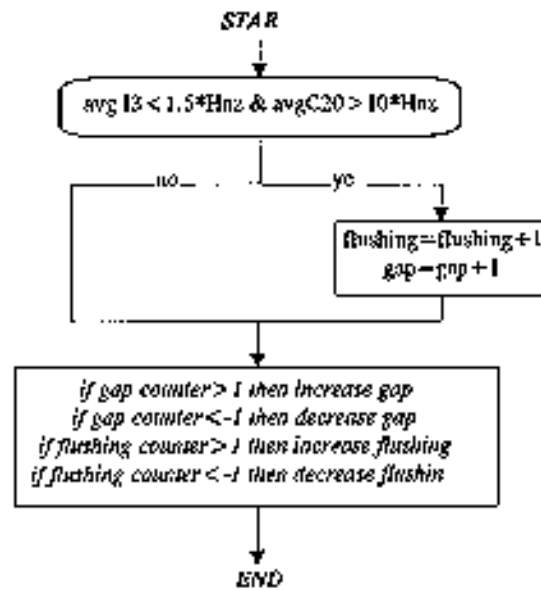 STAR
avg I3 < 1.5*Hnz & avgC20 > 10*Hnz
no
ye
flushing=flushing+1
gap=gap+1
if gap counter > 1 then increase gap
if gap counter < -1 then decrease gap
if flushing counter > 1 then increase flushing
if flushing counter < -1 then decrease flushin
END